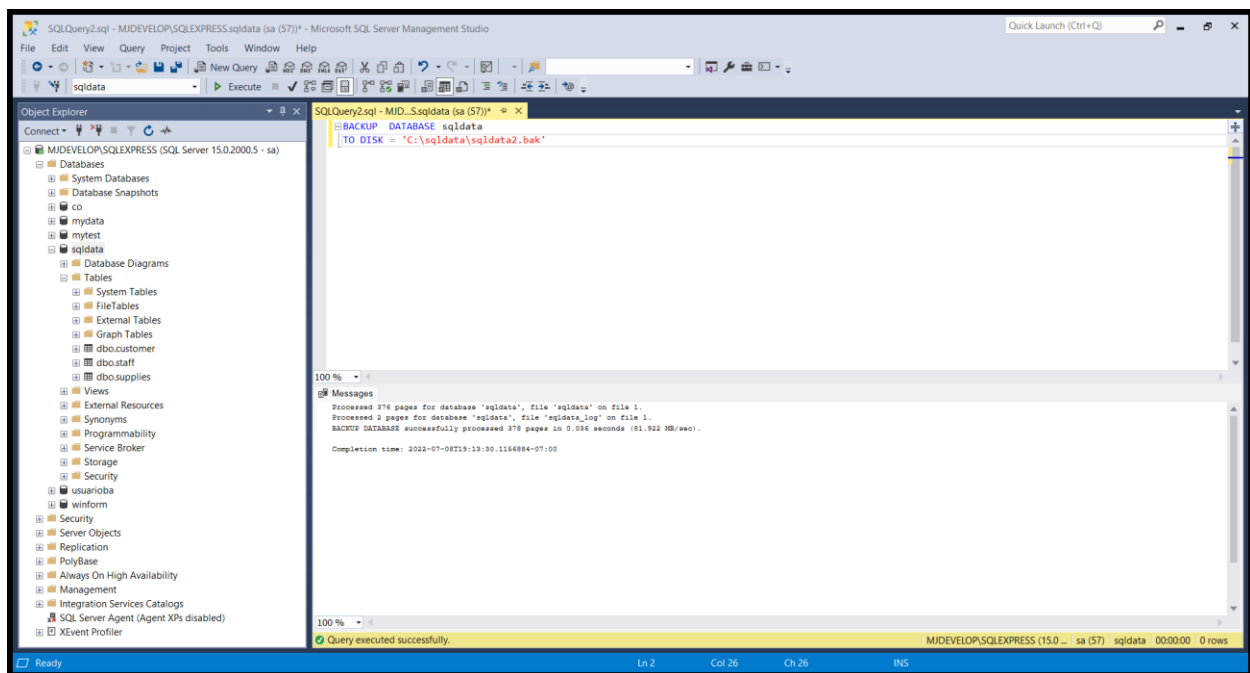 SQLQuery2.sql - MJDEVELOP\SQLEXPRESS.sqldata (sa (57))* - Microsoft SQL Server Management Studio
Quick Launch (Ctrl+Q)
File Edit View Query Project Tools Window Help
New Query
sqldata
Execute
Object Explorer
SQLQuery2.sql - MJD...S.sqldata (sa (57))*
Connect
BACKUP DATABASE sqldata
TO DISK = 'C:\sqldata\sqldata2.bak'
MJDEVELOP\SQLEXPRESS (SQL Server 15.0.2000.5 - sa)
Databases
System Databases
Database Snapshots
co
mydata
mytest
sqldata
Database Diagrams
Tables
System Tables
FileTables
External Tables
Graph Tables
dbo.customer
dbo.staff
dbo.supplies
Views
External Resources
Synonyms
Programmability
Service Broker
Storage
Security
usuarioba
winform
Security
Server Objects
Replication
PolyBase
Always On High Availability
Management
Integration Services Catalogs
SQL Server Agent (Agent XPs disabled)
XEvent Profiler
100 %
Messages
Processed 376 pages for database 'sqldata', file 'sqldata' on file 1.
Processed 2 pages for database 'sqldata', file 'sqldata_log' on file 1.
BACKUP DATABASE successfully processed 378 pages in 0.036 seconds (81.922 MB/sec).
Completion time: 2022-07-08T19:13:30.1156884-07:00
100 %
Query executed successfully.
MJDEVELOP\SQLEXPRESS (15.0 ... sa (57) sqldata 00:00:00 0 rows
Ready Ln 2 Col 26 Ch 26 INS